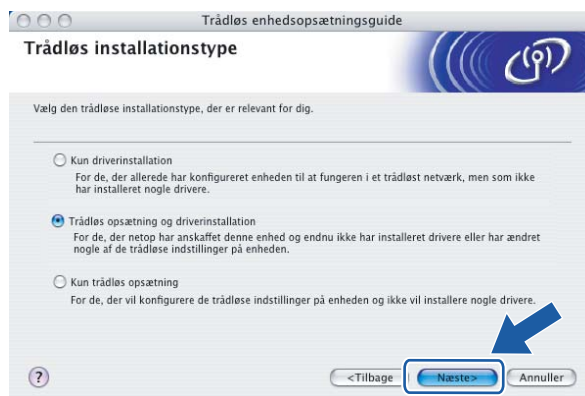 Trådløs enhedsopsætningsguide
Trådløs installationstype
Vælg den trådløse installationstype, der er relevant for dig.
Kun driverinstallation
For de, der allerede har konfigureret enheden til at fungeren i et trådløst netværk, men som ikke
har installeret nogle drivere.
Trådløs opsætning og driverinstallation
For de, der netop har anskaffet denne enhed og endnu ikke har installeret drivere eller har ændret
nogle af de trådløse indstillinger på enheden.
Kun trådløs opsætning
For de, der vil konfigurere de trådløse indstillinger på enheden og ikke vil installere nogle drivere.
? <Tilbage Næste> Annuller